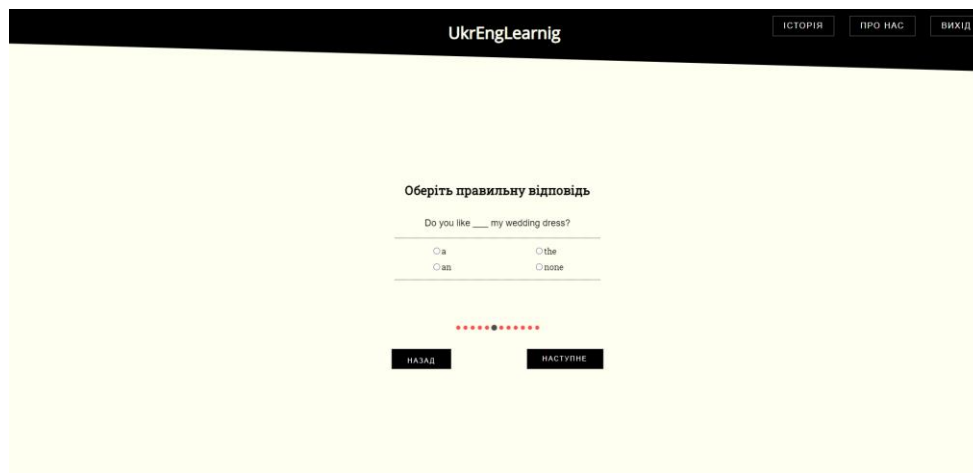 UkrEngLearnig
ІСТОРІЯ ПРО НАС ВИХІД
Оберіть правильну відповідь
Do you like ___ my wedding dress?
a the
an none
НАЗАД НАСТУПНЕ